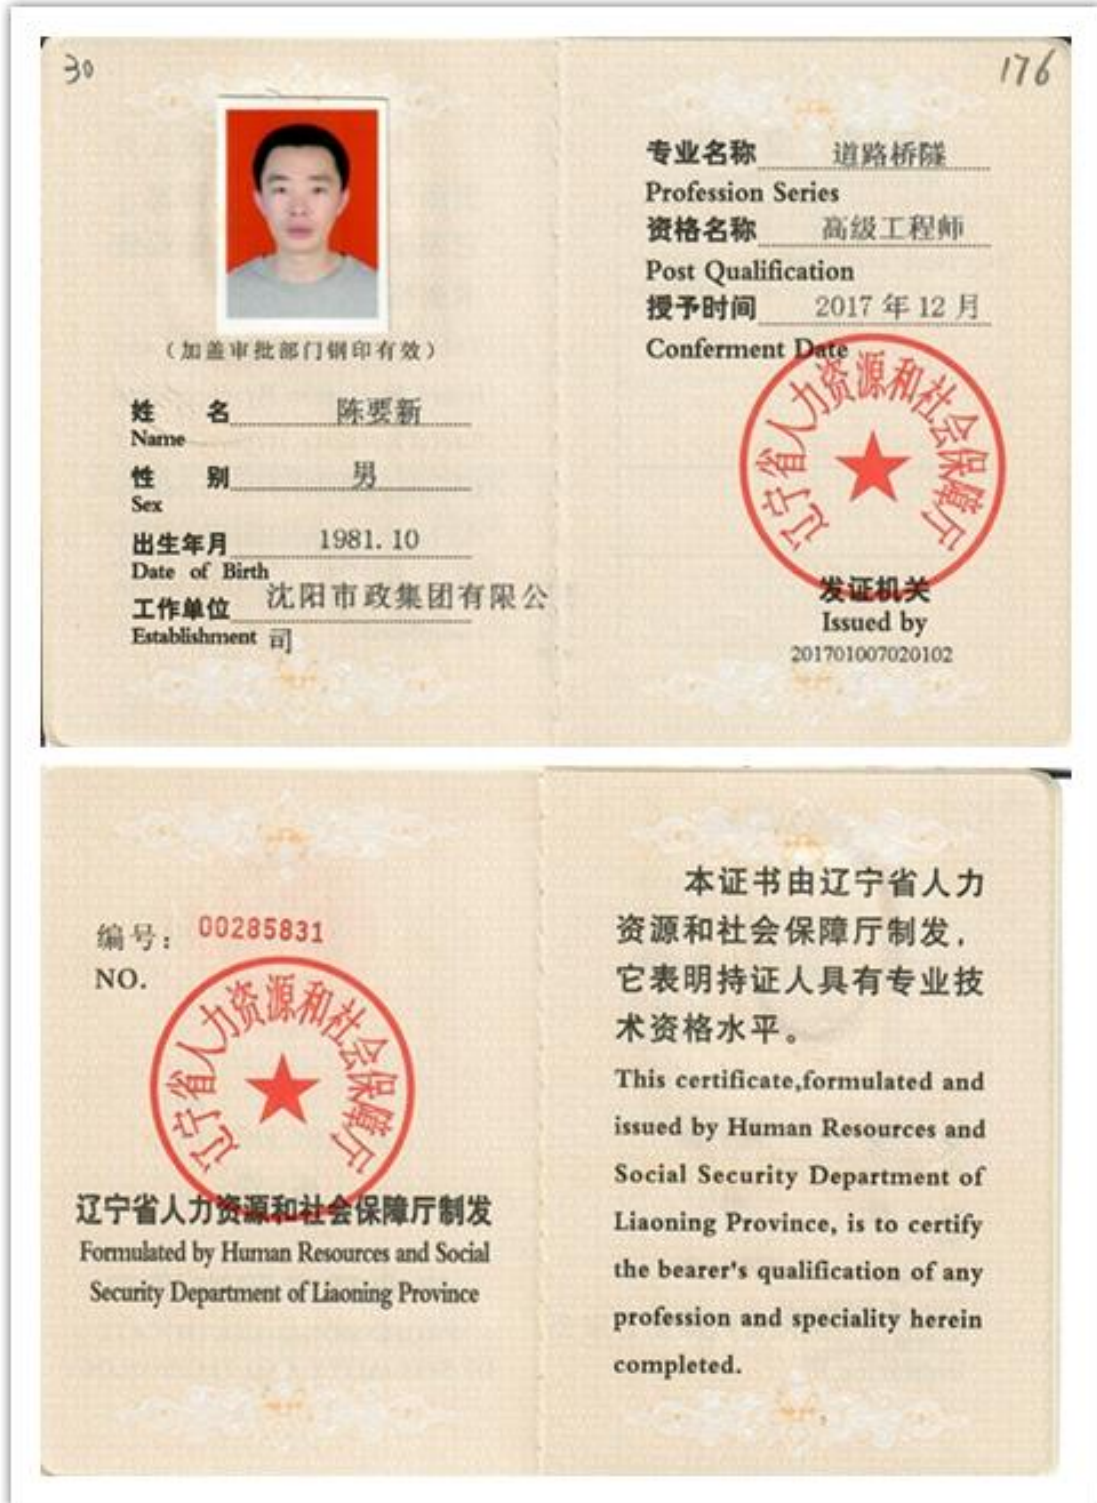 30
176
（加盖审批部门钢印有效）
姓 名 陈要新
Name
性 别 男
Sex
出生年月 1981.10
Date of Birth
工作单位 沈阳市政集团有限公
Establishment 司
专业名称 道路桥隧
Profession Series
资格名称 高级工程师
Post Qualification
授予时间 2017 年 12 月
Conferment Date
辽宁省人力资源和社会保障厅
发证机关
Issued by
201701007020102
编号： 00285831
NO.
辽宁省人力资源和社会保障厅
辽宁省人力资源和社会保障厅制发
Formulated by Human Resources and Social
Security Department of Liaoning Province
本证书由辽宁省人力
资源和社会保障厅制发，
它表明持证人具有专业技
术资格水平。
This certificate,formulated and
issued by Human Resources and
Social Security Department of
Liaoning Province, is to certify
the bearer's qualification of any
profession and speciality herein
completed.